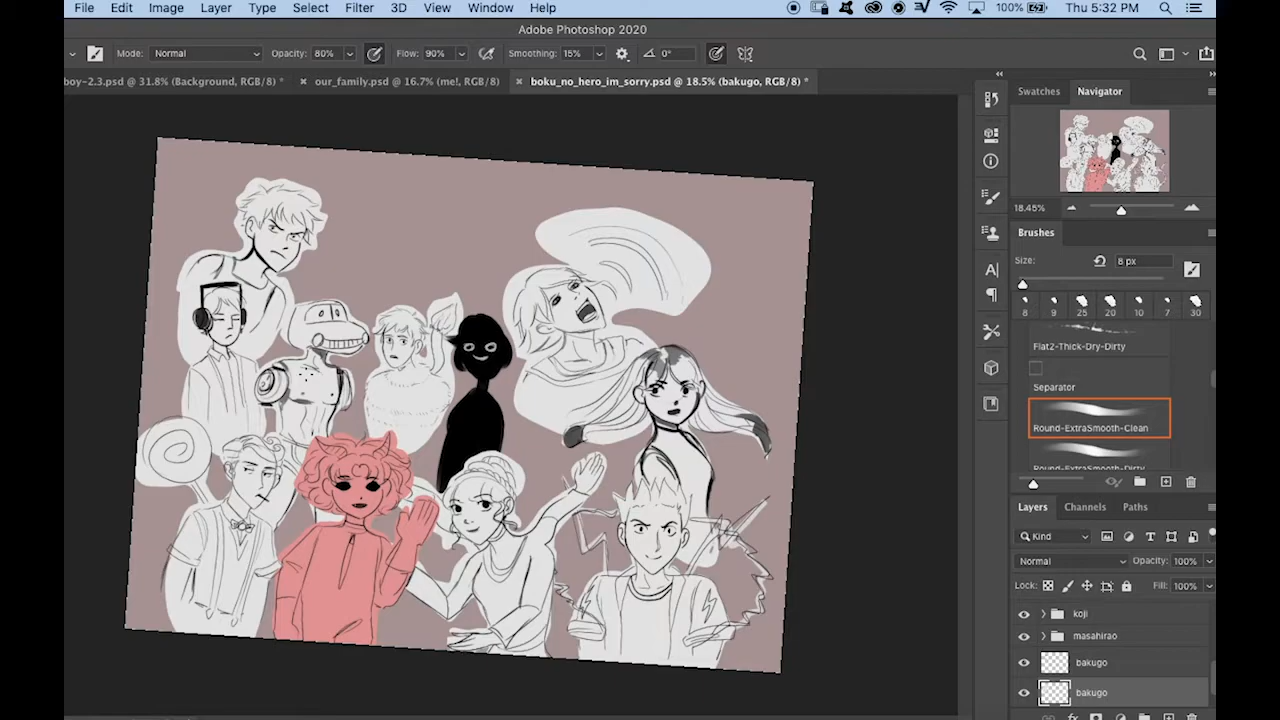 File Edit Image Layer Type Select Filter 3D View Window Help 100% Thu 5:32 PM
Adobe Photoshop 2020
Mode: Normal Opacity: 80% Flow: 90% Smoothing: 15% 0°
boy-2.3.psd @ 31.8% (Background, RGB/8) * × our_family.psd @ 16.7% (me!, RGB/8) × boku_no_hero_im_sorry.psd @ 18.5% (bakugo, RGB/8) *
Swatches Navigator
18.45%
Brushes
Size: 8 px
8 9 25 20 10 7 30
Flat2-Thick-Dry-Dirty
Separator
Round-ExtraSmooth-Clean
Round-ExtraSmooth-Dirty
Layers Channels Paths
Kind
Normal Opacity: 100%
Lock: Fill: 100%
koji
masahirao
bakugo
bakugo